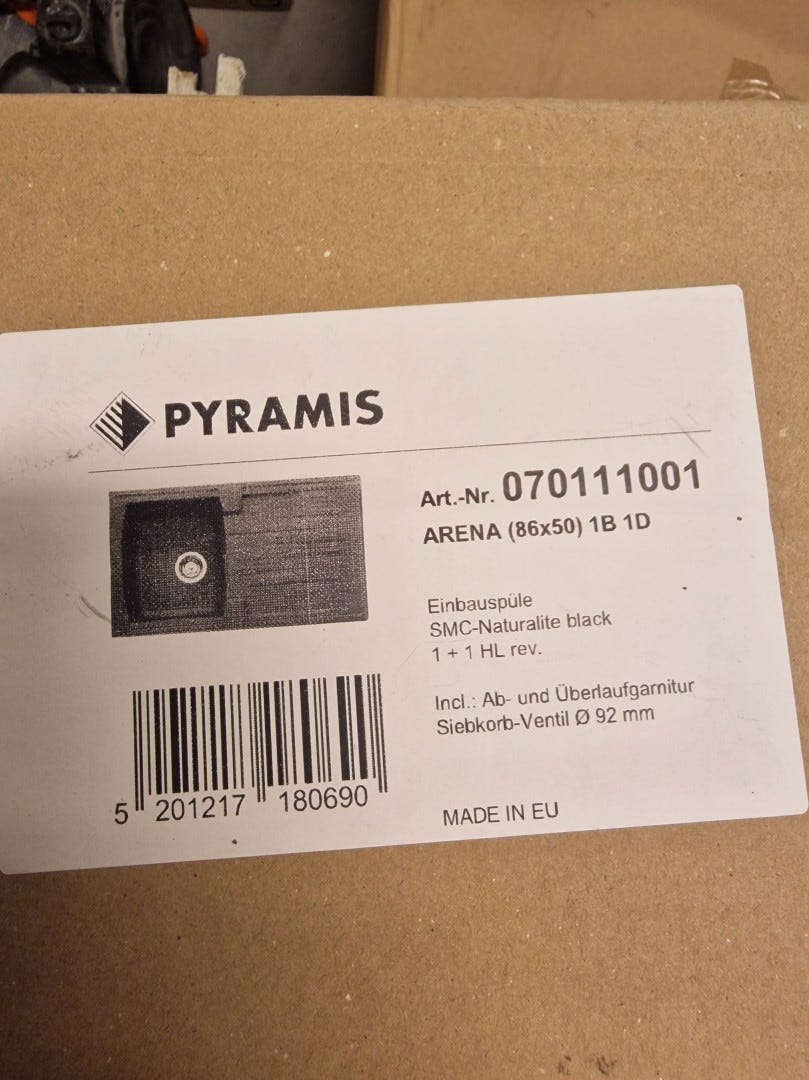 PYRAMIS
Art.-Nr. 070111001
ARENA (86x50) 1B 1D
Einbauspüle
SMC-Naturalite black
1 + 1 HL rev.
Incl.: Ab- und Überlaufgarnitur
Siebkorb-Ventil Ø 92 mm
5 201217 180690
MADE IN EU